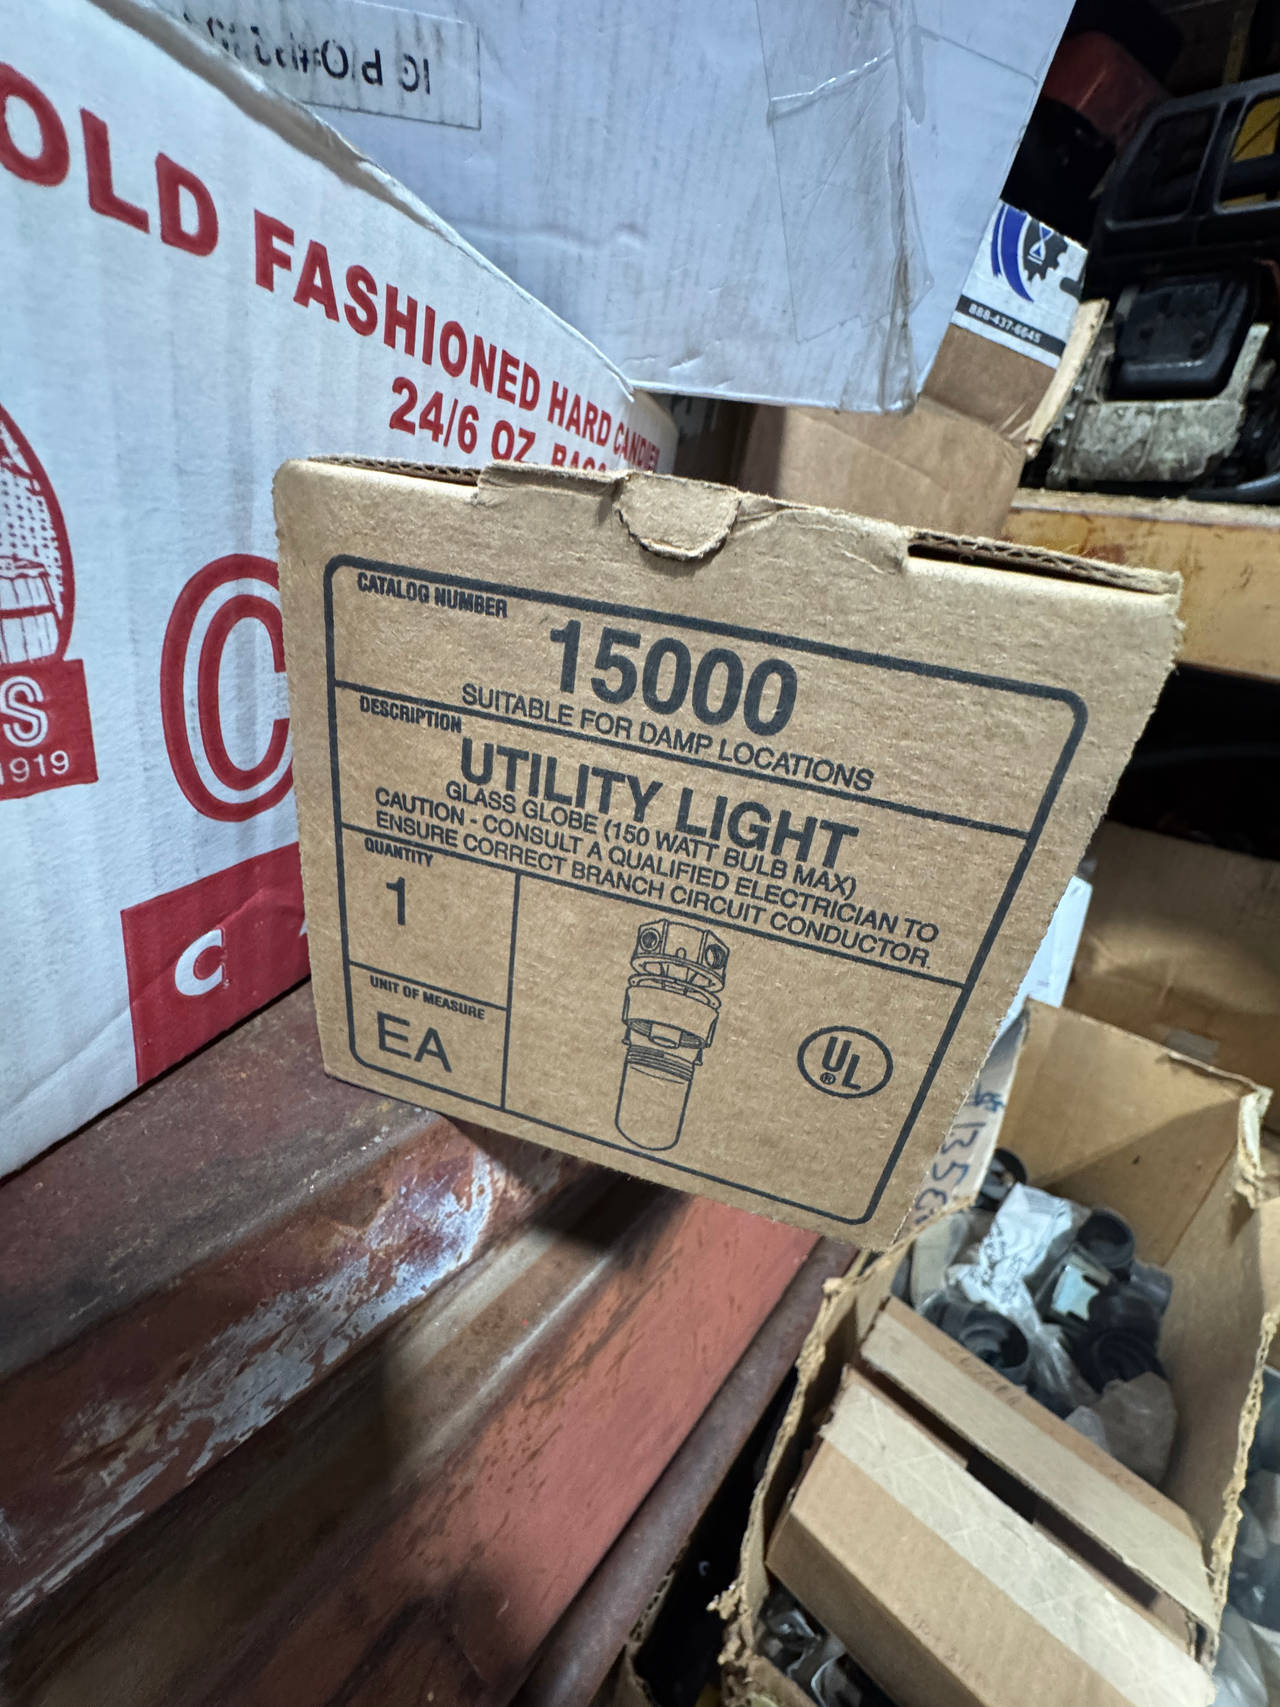 OLD FASHIONED HARD CANDIES
24/6 OZ. BAGS
C
S
1919
C
888-437-6645
CATALOG NUMBER
15000
SUITABLE FOR DAMP LOCATIONS
DESCRIPTION
UTILITY LIGHT
GLASS GLOBE (150 WATT BULB MAX)
CAUTION - CONSULT A QUALIFIED ELECTRICIAN TO
ENSURE CORRECT BRANCH CIRCUIT CONDUCTOR.
QUANTITY
1
UNIT OF MEASURE
EA
UL
®